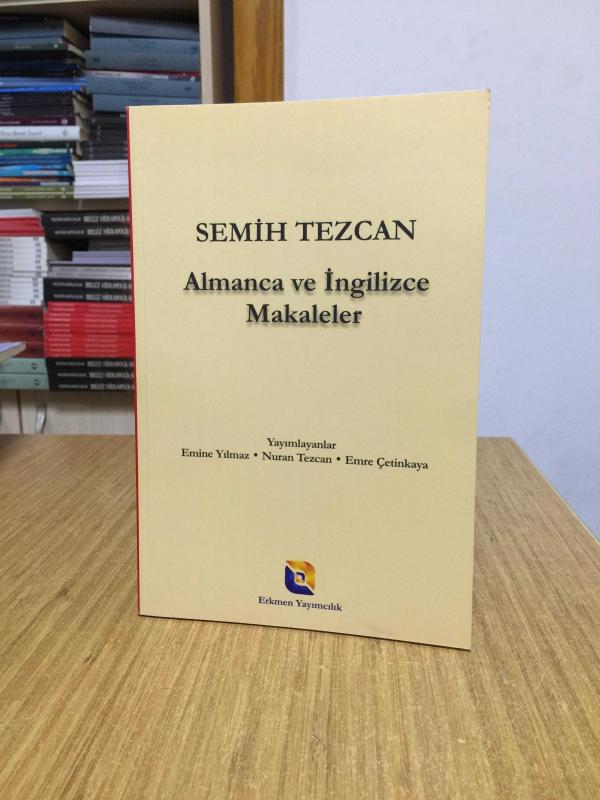 SEMİH TEZCAN
Almanca ve İngilizce
Makaleler
Yayımlayanlar
Emine Yılmaz • Nuran Tezcan • Emre Çetinkaya
Erkmen Yayımcılık